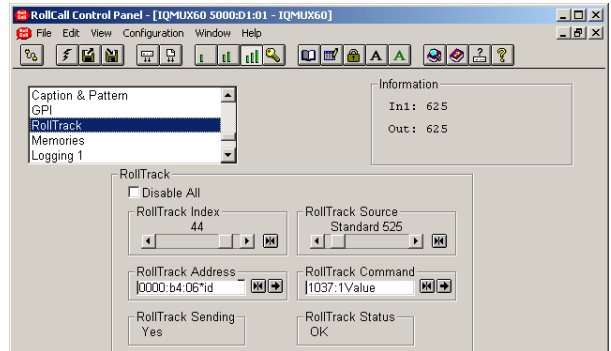 RollCall Control Panel - [IQMUX60 5000:D1:01 - IQMUX60]
File Edit View Configuration Window Help
Caption & Pattern
GPI
RollTrack
Memories
Logging 1
Information
In1: 625
Out: 625
RollTrack
Disable All
RollTrack Index
44
RollTrack Source
Standard 525
RollTrack Address
0000:b4:06*id
RollTrack Command
1037:1Value
RollTrack Sending
Yes
RollTrack Status
OK